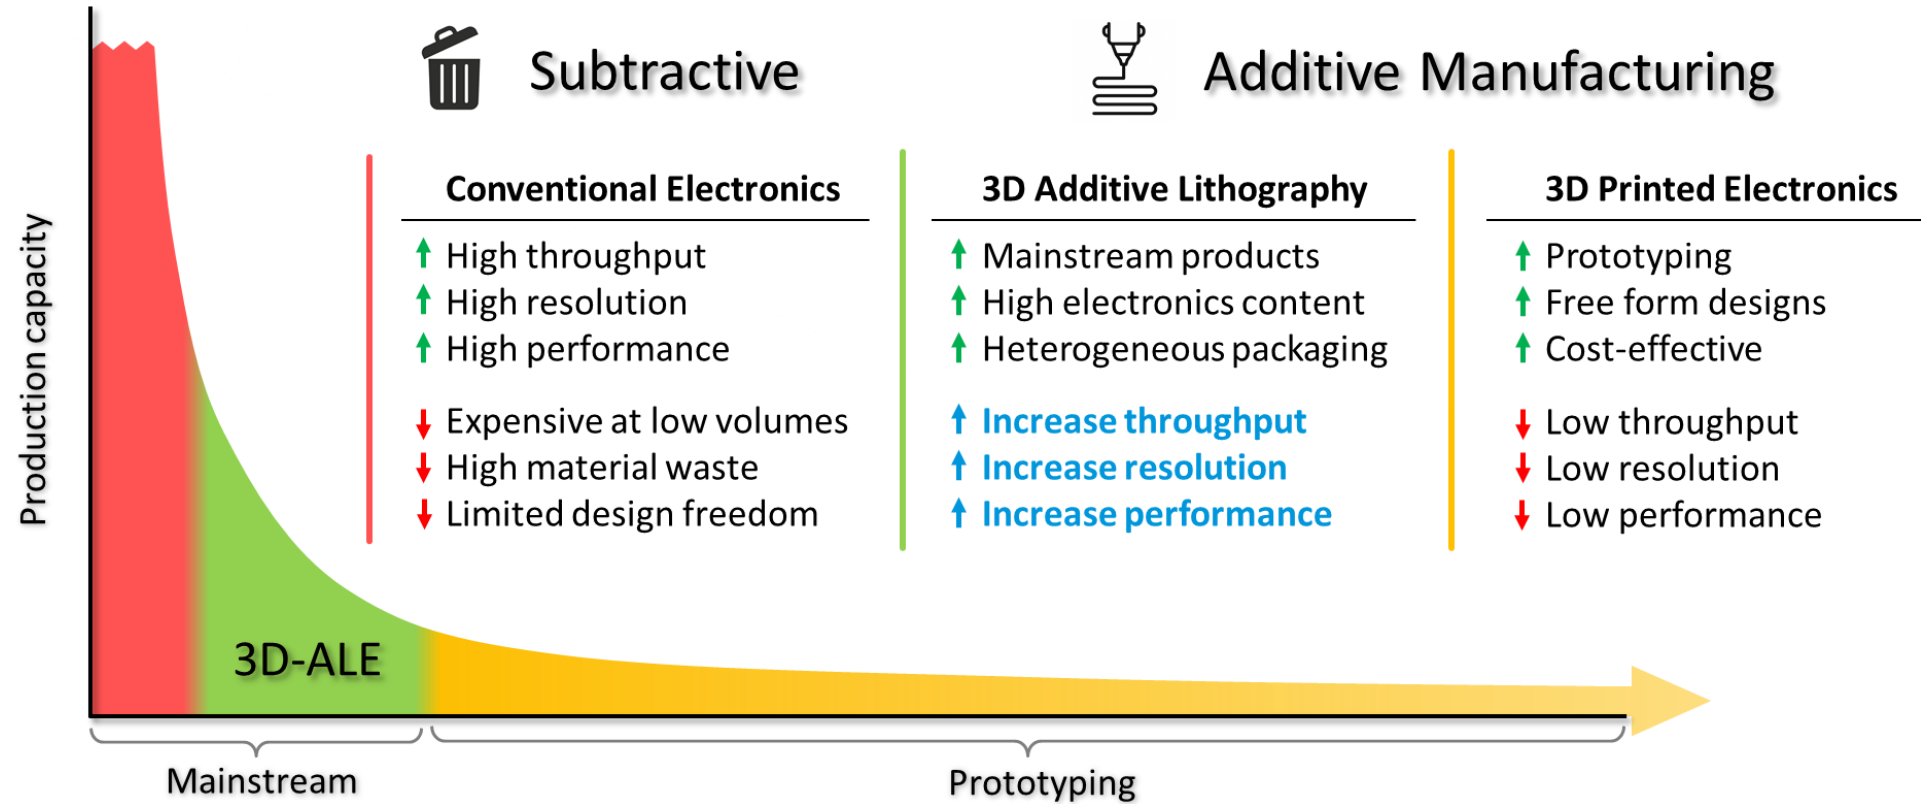 Subtractive
Additive Manufacturing
Production capacity
Conventional Electronics
High throughput
High resolution
High performance
Expensive at low volumes
High material waste
Limited design freedom
3D Additive Lithography
Mainstream products
High electronics content
Heterogeneous packaging
Increase throughput
Increase resolution
Increase performance
3D Printed Electronics
Prototyping
Free form designs
Cost-effective
Low throughput
Low resolution
Low performance
3D-ALE
Mainstream
Prototyping